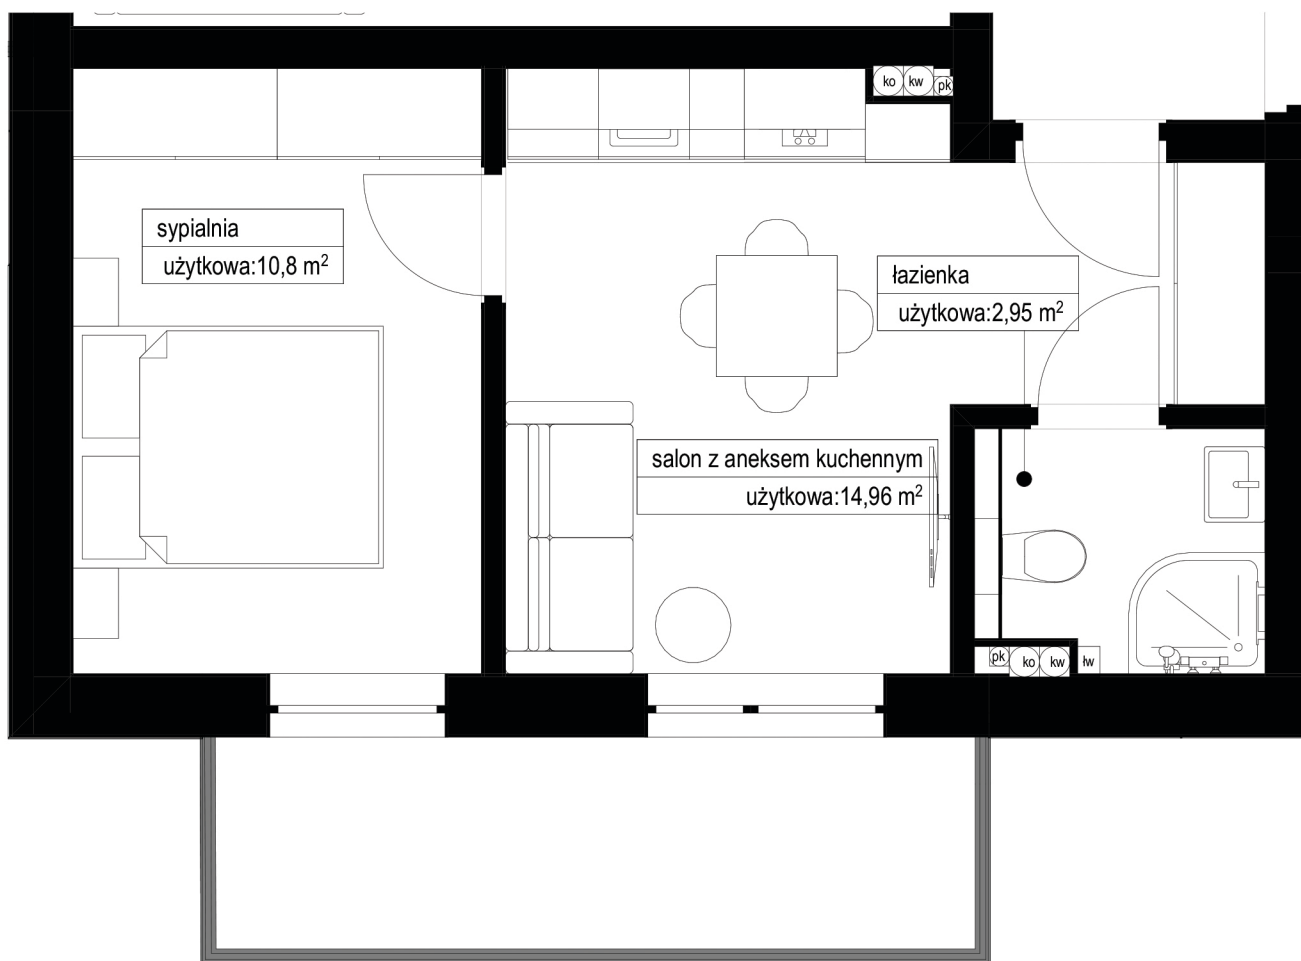 ko kw pk
sypialnia
użytkowa:10,8 m²
łazienka
użytkowa:2,95 m²
salon z aneksem kuchennym
użytkowa:14,96 m²
pk ko kw łw